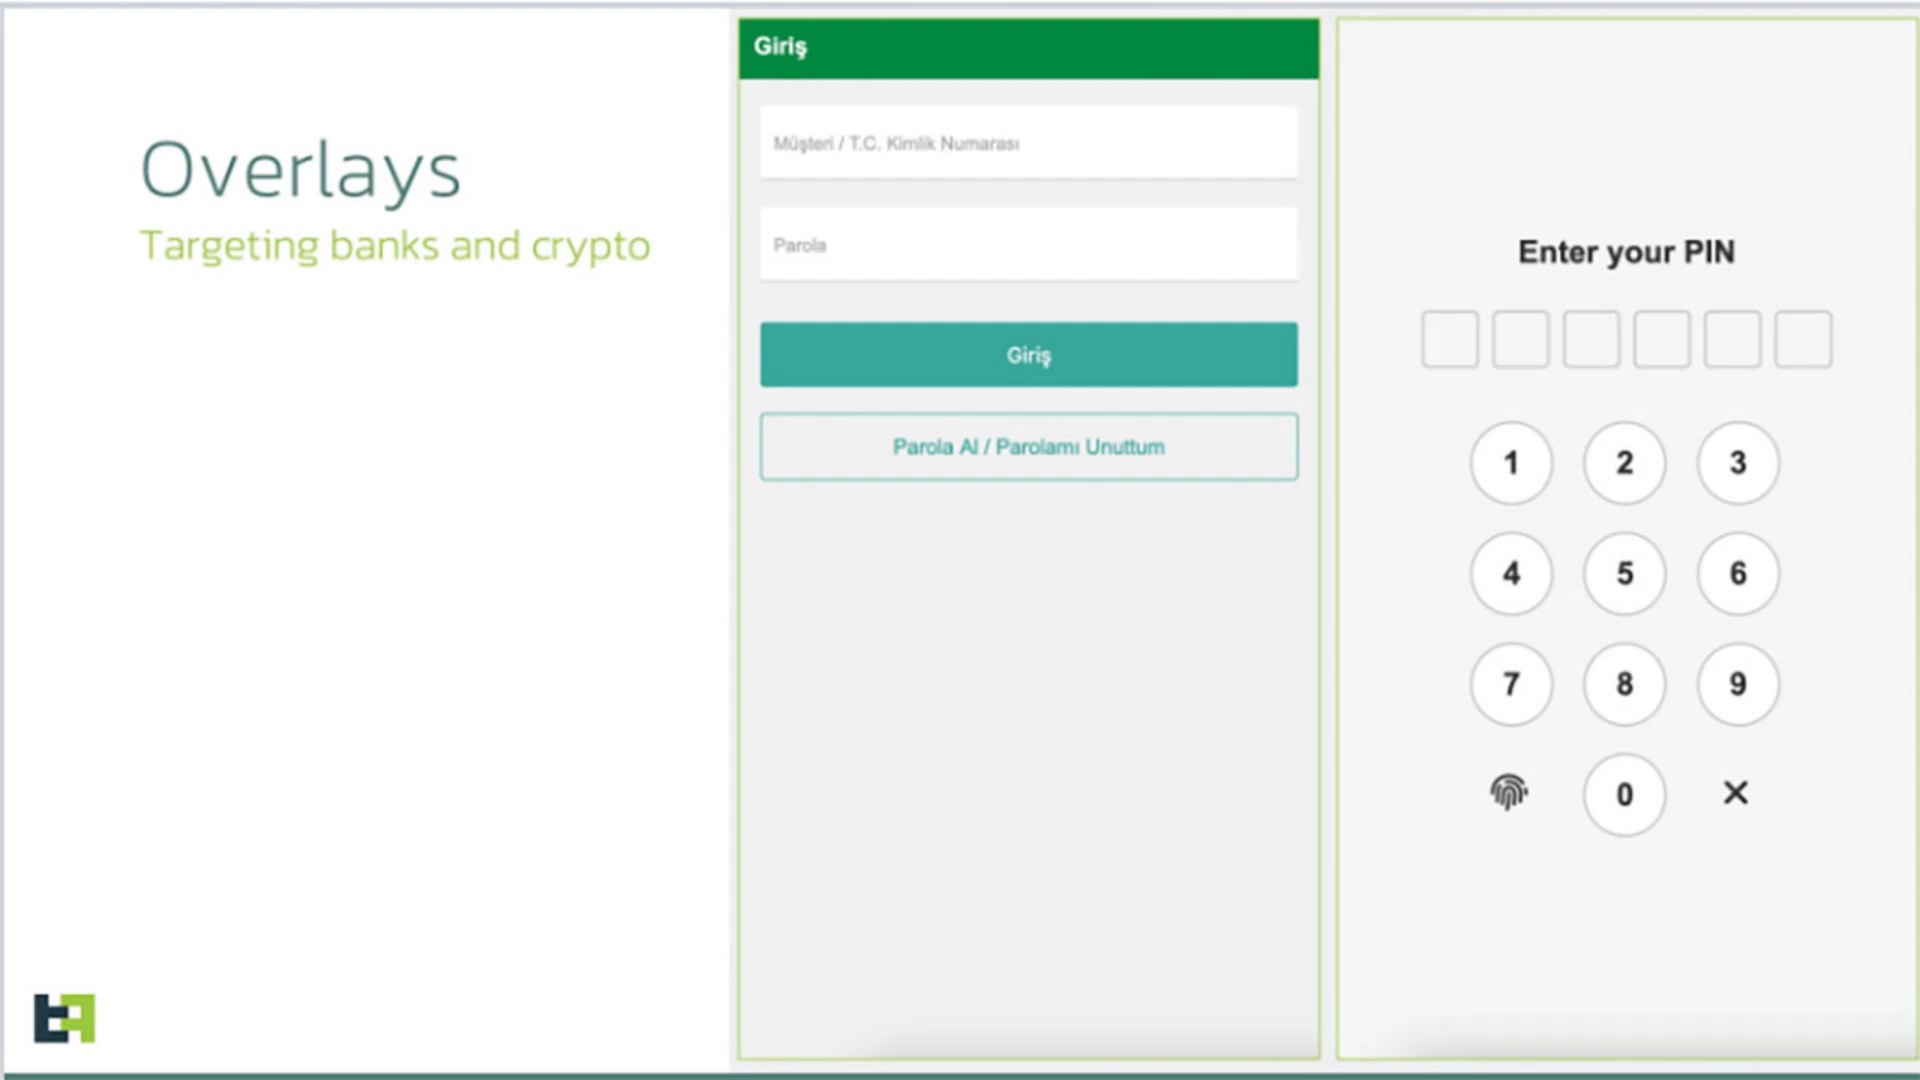 Overlays
Targeting banks and crypto
Giriş
Müşteri / T.C. Kimlik Numarası
Parola
Giriş
Parola Al / Parolamı Unuttum
Enter your PIN
1 2 3
4 5 6
7 8 9
0 ×